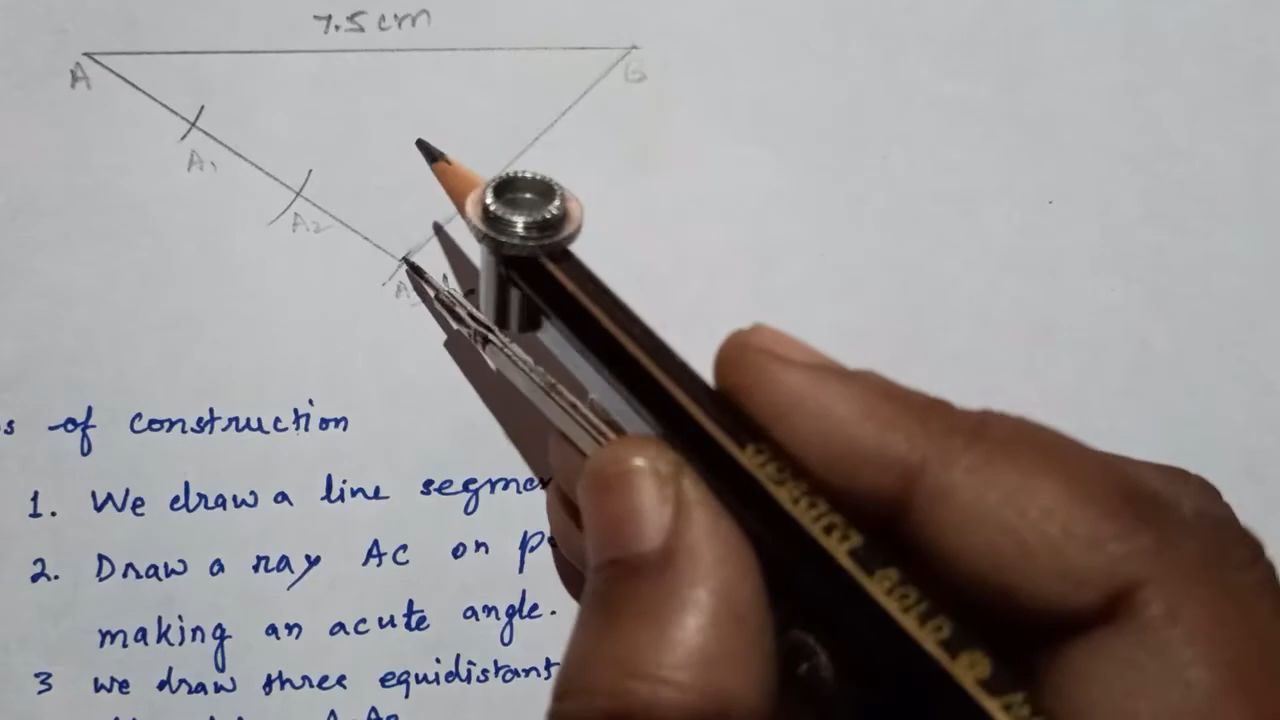 7.5 cm
A B
A₁
A₂
of construction
1. We draw a line
2. Draw a ray AC on
making an acute angle.
3 we draw three equidistant